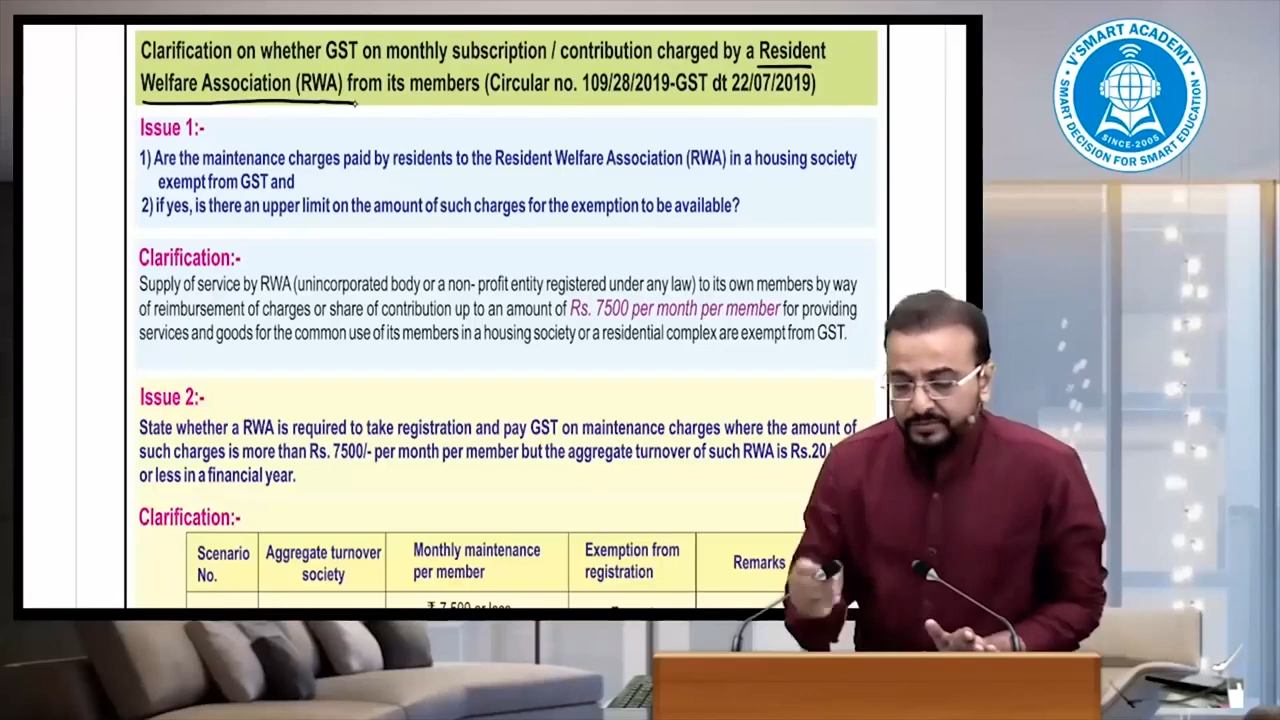 Clarification on whether GST on monthly subscription / contribution charged by a Resident
Welfare Association (RWA) from its members (Circular no. 109/28/2019-GST dt 22/07/2019)
Issue 1:-
1) Are the maintenance charges paid by residents to the Resident Welfare Association (RWA) in a housing society
exempt from GST and
2) if yes, is there an upper limit on the amount of such charges for the exemption to be available?
Clarification:-
Supply of service by RWA (unincorporated body or a non- profit entity registered under any law) to its own members by way
of reimbursement of charges or share of contribution up to an amount of Rs. 7500 per month per member for providing
services and goods for the common use of its members in a housing society or a residential complex are exempt from GST.
Issue 2:-
State whether a RWA is required to take registration and pay GST on maintenance charges where the amount of
such charges is more than Rs. 7500/- per month per member but the aggregate turnover of such RWA is Rs.20
or less in a financial year.
Clarification:-
Scenario No.
Aggregate turnover society
Monthly maintenance per member
Exemption from registration
Remarks
₹ 7,500 or less
V'SMART ACADEMY
SINCE-2005
SMART DECISION FOR SMART EDUCATION